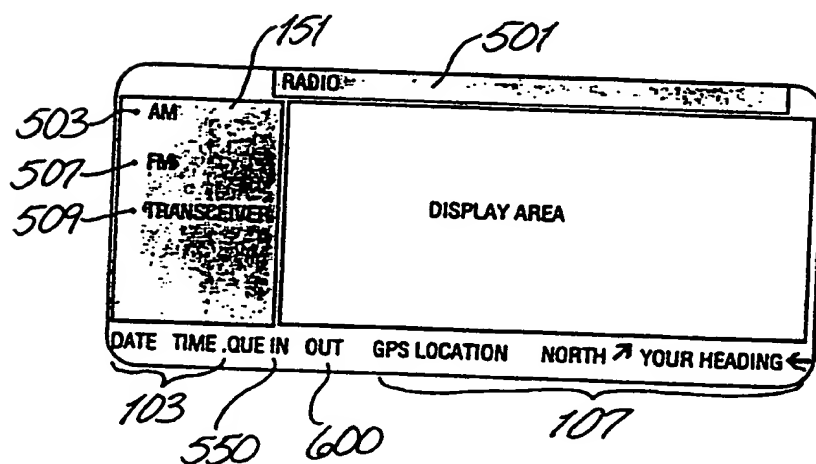 151 501
RADIO
503 AM
507 FM
509 TRANSCEIVER
DISPLAY AREA
DATE TIME QUE IN OUT GPS LOCATION NORTH YOUR HEADING
103 550 600 107